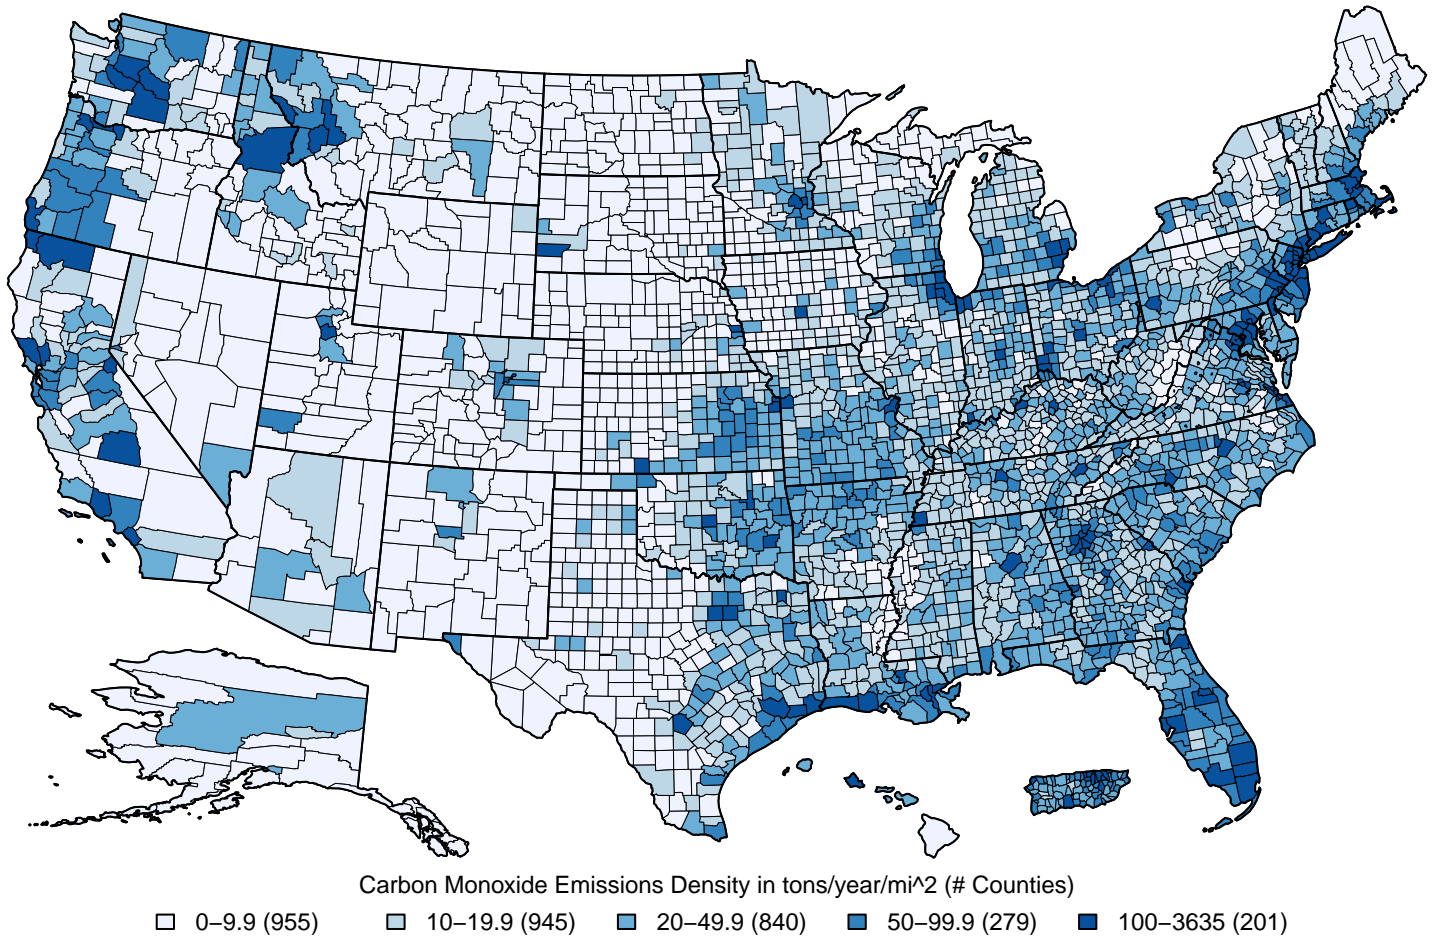 Carbon Monoxide Emissions Density in tons/year/mi^2 (# Counties)
0−9.9 (955) 10−19.9 (945) 20−49.9 (840) 50−99.9 (279) 100−3635 (201)